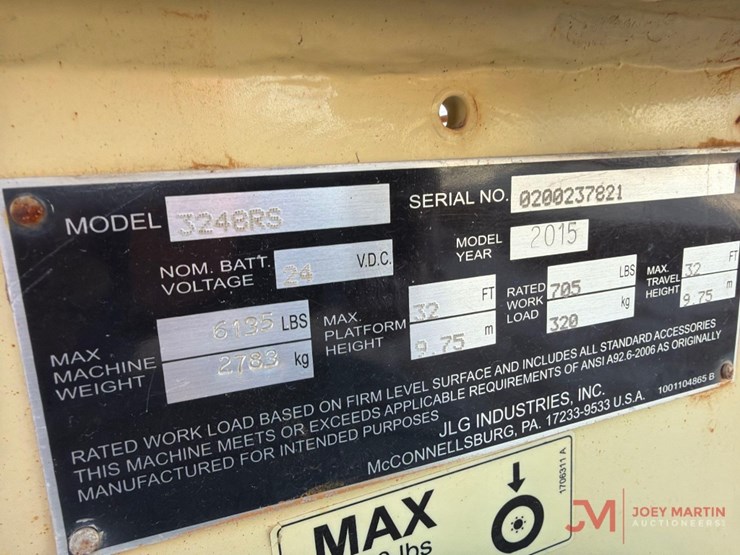 MODEL 3248RS
SERIAL NO. 0200237821
NOM. BATT. VOLTAGE 24 V.D.C.
MODEL YEAR 2015
MAX MACHINE WEIGHT 6135 LBS
2783 kg
MAX. PLATFORM HEIGHT 32 FT
9.75 m
RATED WORK LOAD 705 LBS
320 kg
MAX. TRAVEL HEIGHT 32 FT
9.75 m
RATED WORK LOAD BASED ON FIRM LEVEL SURFACE AND INCLUDES ALL STANDARD ACCESSORIES
THIS MACHINE MEETS OR EXCEEDS APPLICABLE REQUIREMENTS OF ANSI A92.6-2006 AS ORIGINALLY
MANUFACTURED FOR INTENDED PURPOSES
JLG INDUSTRIES, INC.
McCONNELLSBURG, PA. 17233-9533 U.S.A.
1001104865 B
MAX
lbs
1706311 A
JM JOEY MARTIN
AUCTIONEERS!